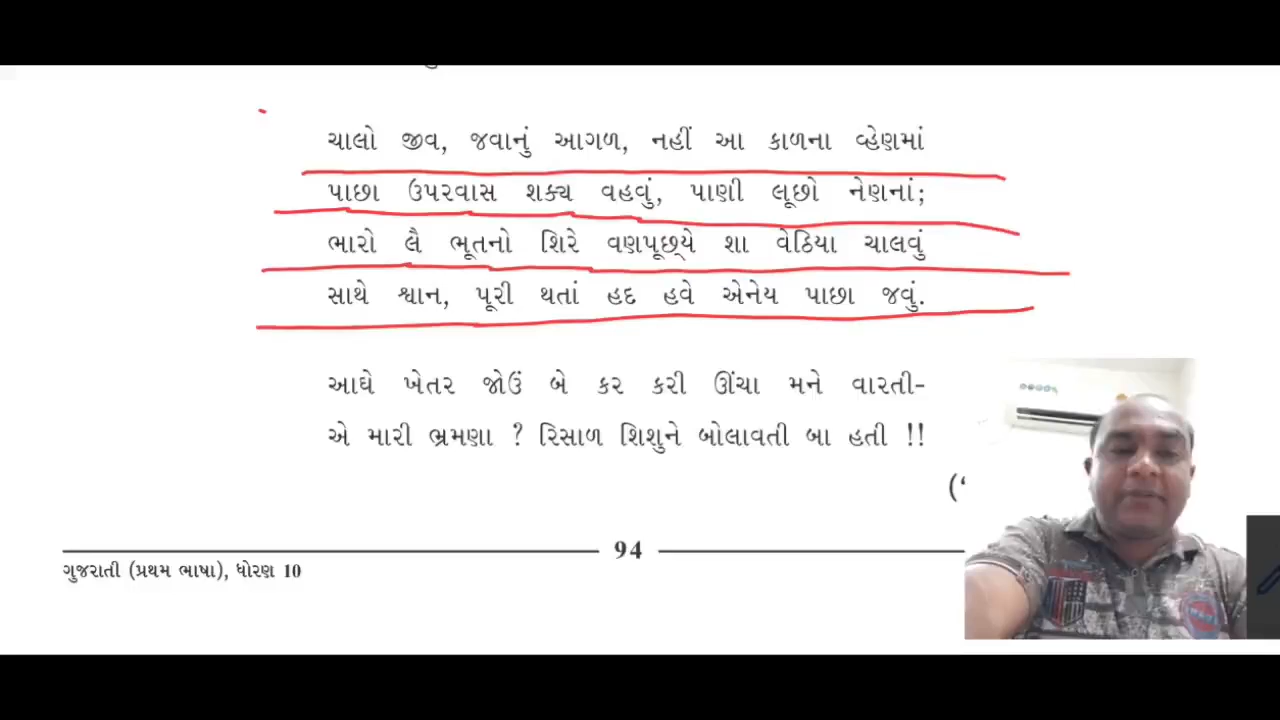 ચાલો જીવ, જવાનું આગળ, નહીં આ કાળના વ્હેણમાં
પાછા ઉપરવાસ શક્ય વહવું, પાણી લૂછો નેણનાં;
ભારો લૈ ભૂતનો શિરે વણપૂછ્યે શા વેઠિયા ચાલવું
સાથે શ્વાન, પૂરી થતાં હદ હવે એનેય પાછા જવું.
આઘે ખેતર જોઉં બે કર કરી ઊંચા મને વારતી-
એ મારી ભ્રમણા ? રિસાળ શિશુને બોલાવતી બા હતી !!
('
94
ગુજરાતી (પ્રથમ ભાષા), ધોરણ 10